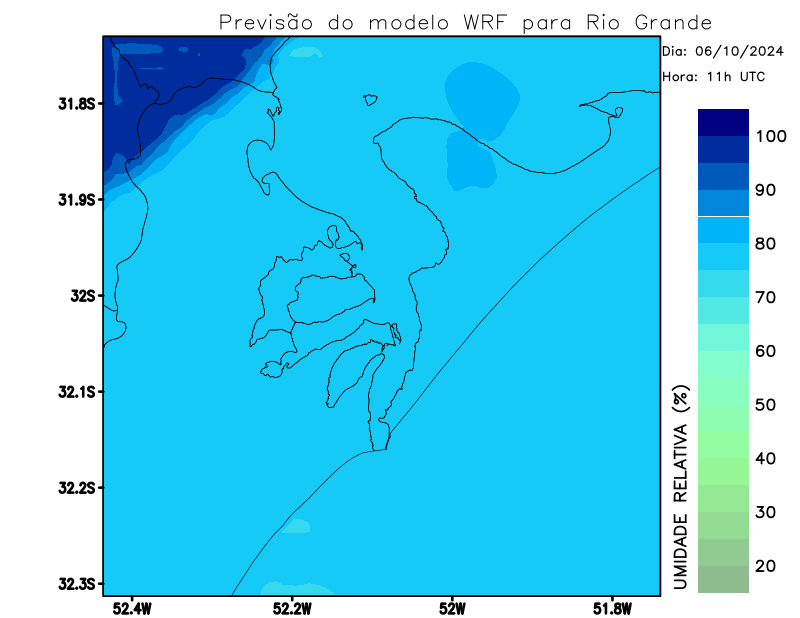 Previsão do modelo WRF para Rio Grande
Dia: 06/10/2024
Hora: 11h UTC
31.8S
31.9S
32S
32.1S
32.2S
32.3S
52.4W
52.2W
52W
51.8W
100
90
80
70
60
50
40
30
20
UMIDADE RELATIVA (%)